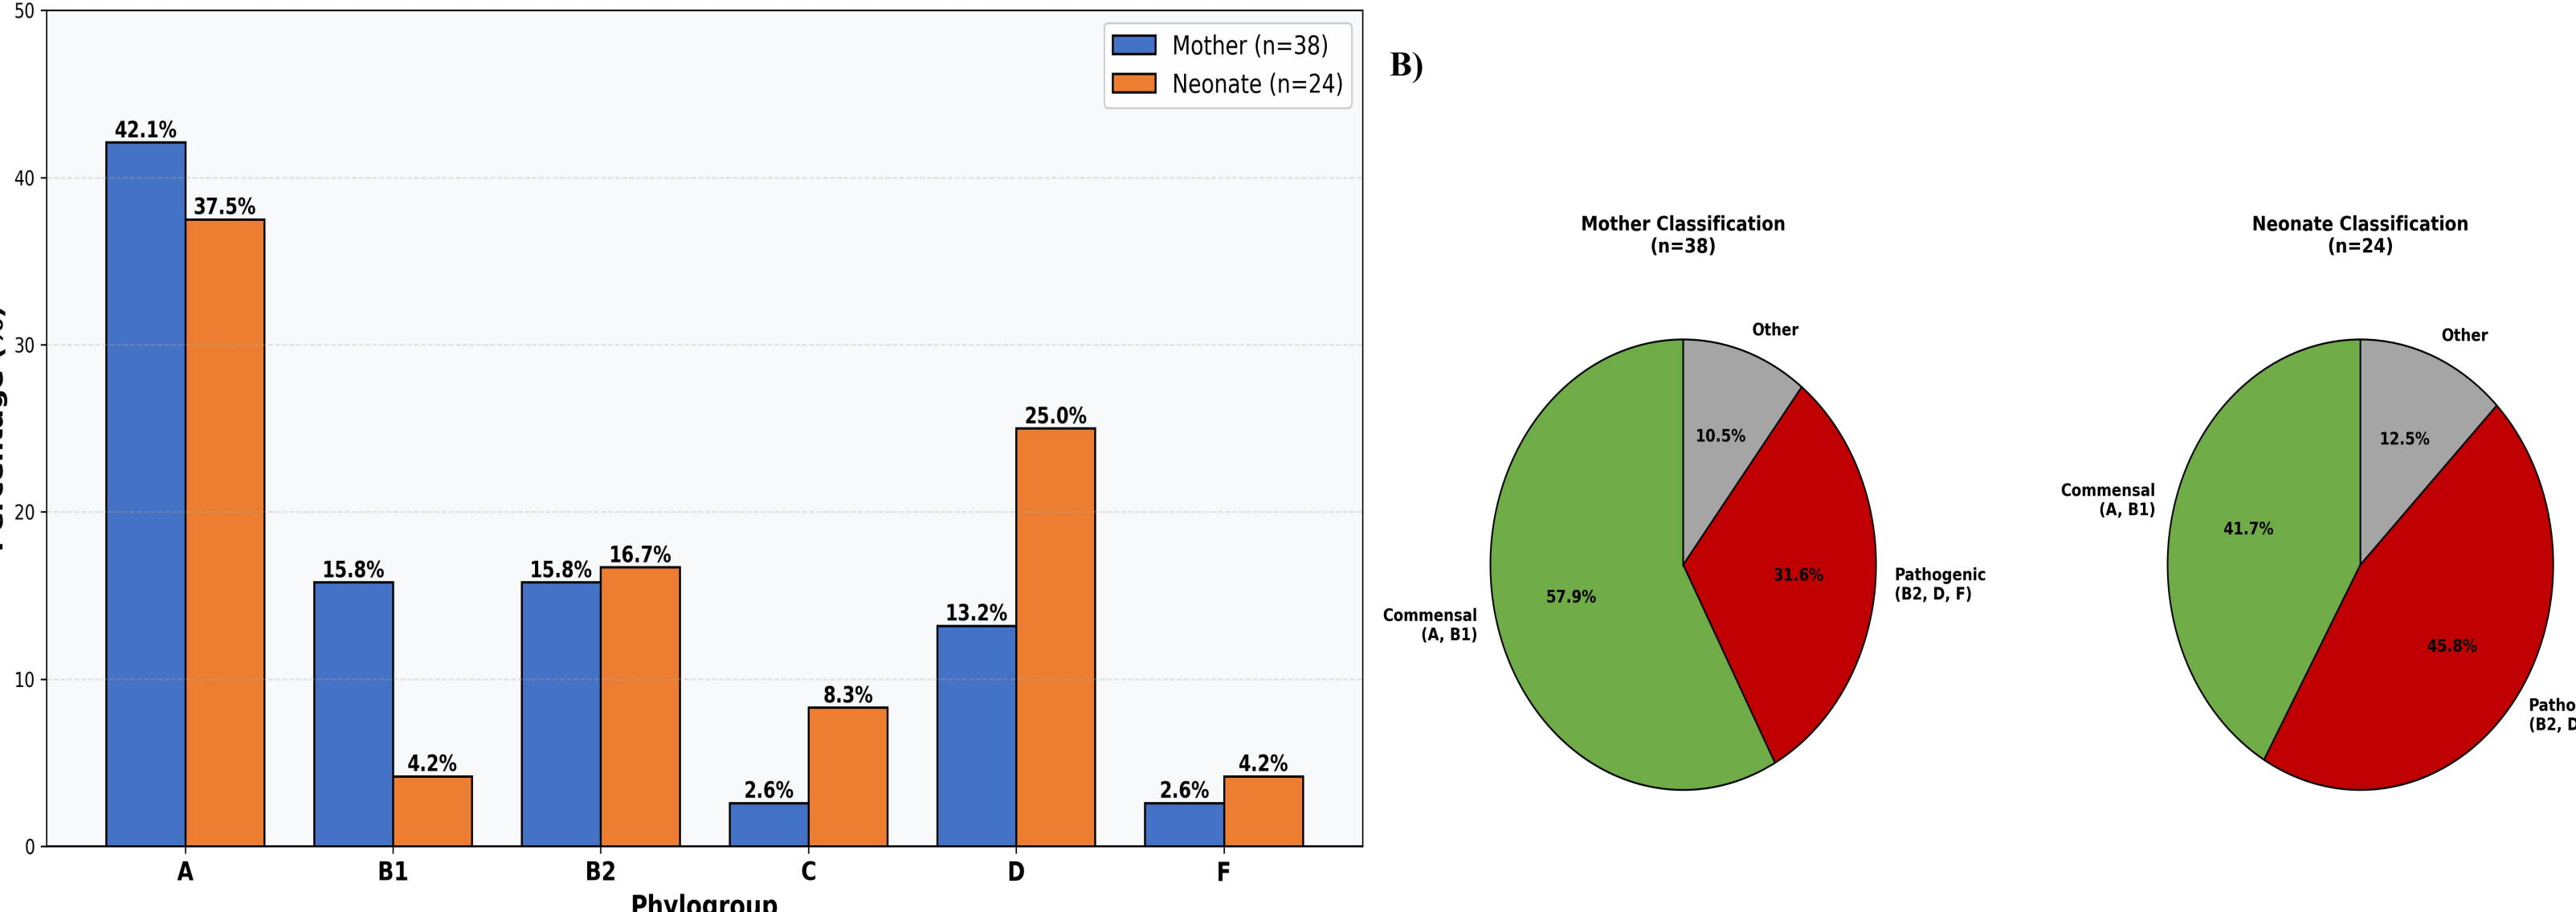 50
40
30
20
10
0
Mother (n=38)
Neonate (n=24)
42.1%
37.5%
15.8%
4.2%
15.8%
16.7%
2.6%
8.3%
13.2%
25.0%
2.6%
4.2%
A B1 B2 C D F
Phylogroup
B)
Mother Classification
(n=38)
Other
10.5%
31.6%
Pathogenic
(B2, D, F)
57.9%
Commensal
(A, B1)
Neonate Classification
(n=24)
Other
12.5%
Commensal
(A, B1)
41.7%
45.8%
Patho
(B2, D